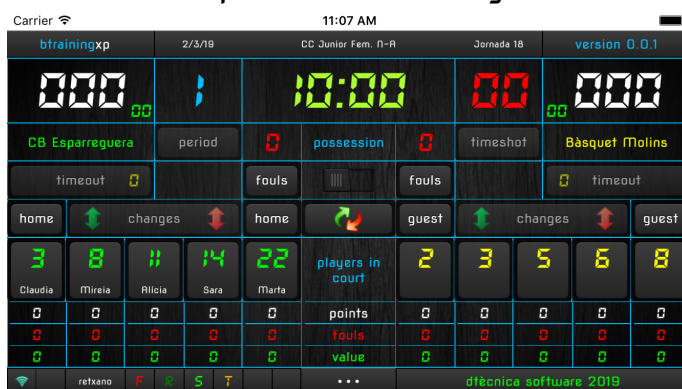 Carrier 11:07 AM
btrainingxp 2/3/19 CC Junior Fem. N-A Jornada 18 version 0.0.1
000 00 1 10:00 00 00 000
CB Esparreguera period 0 possession 0 timeshot Bàsquet Molins
timeout 0 fouls fouls 0 timeout
home changes home guest changes guest
3 8 11 14 22 players in 2 3 5 6 8
Claudia Mireia Alícia Sara Marta court
0 0 0 0 0 points 0 0 0 0 0
0 0 0 0 0 fouls 0 0 0 0 0
0 0 0 0 0 value 0 0 0 0 0
retxano F R S T ... dtècnica software 2019